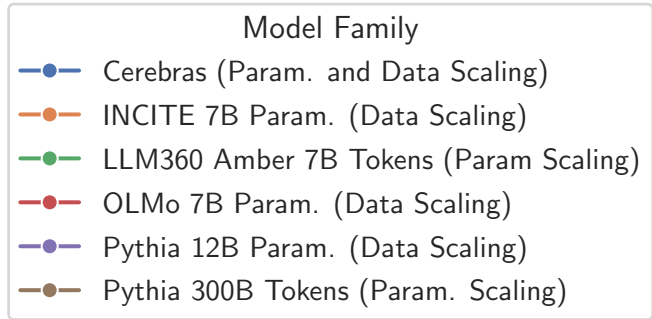 Model Family
Cerebras (Param. and Data Scaling)
INCITE 7B Param. (Data Scaling)
LLM360 Amber 7B Tokens (Param Scaling)
OLMo 7B Param. (Data Scaling)
Pythia 12B Param. (Data Scaling)
Pythia 300B Tokens (Param. Scaling)